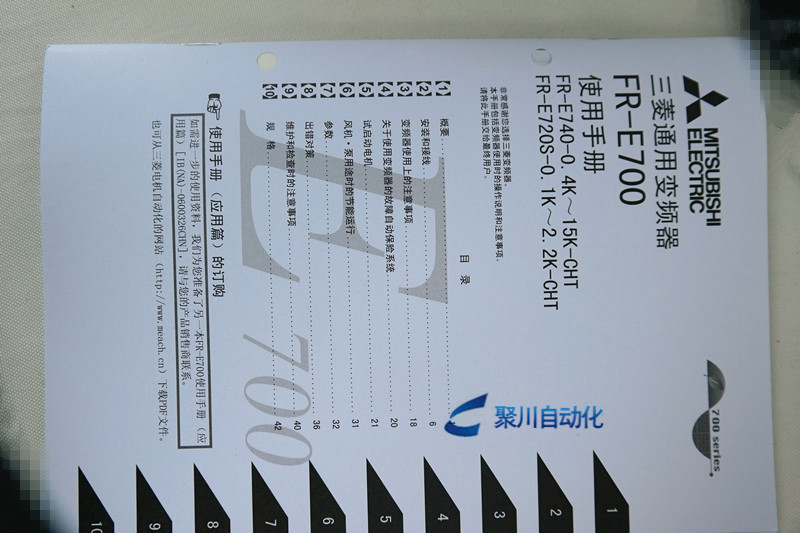 MITSUBISHI
ELECTRIC
三菱通用变频器
FR-E700
使用手册
FR-E740-0.4K～15K-CHT
FR-E720S-0.1K～2.2K-CHT
700 series
非常感谢您选择三菱变频器。
本手册包括变频器使用时的操作说明和注意事项。
请将此手册交给最终用户。
目 录
【1】 概要 1
【2】 安装和接线 6
【3】 变频器使用上的注意事项 18
【4】 关于使用变频器的故障自动保险系统 20
【5】 试启动电机 21
【6】 风机·泵用途时的节能运行 31
【7】 参数 32
【8】 出错对策 36
【9】 维护和检查时的注意事项 40
【10】 规 格 42
E
700
使用手册（应用篇）的订购
如需进一步的使用资料，我们为您准备了另一本FR-E700使用手册（应
用篇）[IB(NA)-0600326CHN]，请与您的产品销售商联系。
也可从三菱电机自动化的网站（http://www.meach.cn）下载PDF文件。
1
2
3
4
5
6
7
8
9
10
聚川自动化